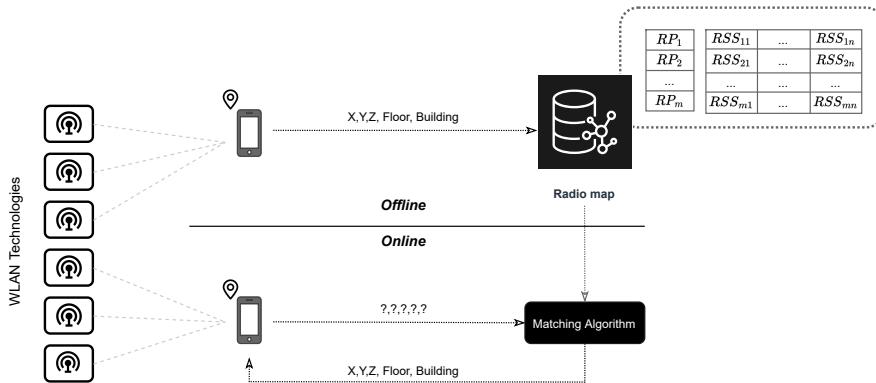 RP₁ RSS₁₁ ... RSS₁ₙ
RP₂ RSS₂₁ ... RSS₂ₙ
... ... ... ...
RPₘ RSSₘ₁ ... RSSₘₙ
X,Y,Z, Floor, Building
Radio map
WLAN Technologies
Offline
Online
?,?,?,?,?
Matching Algorithm
X,Y,Z, Floor, Building